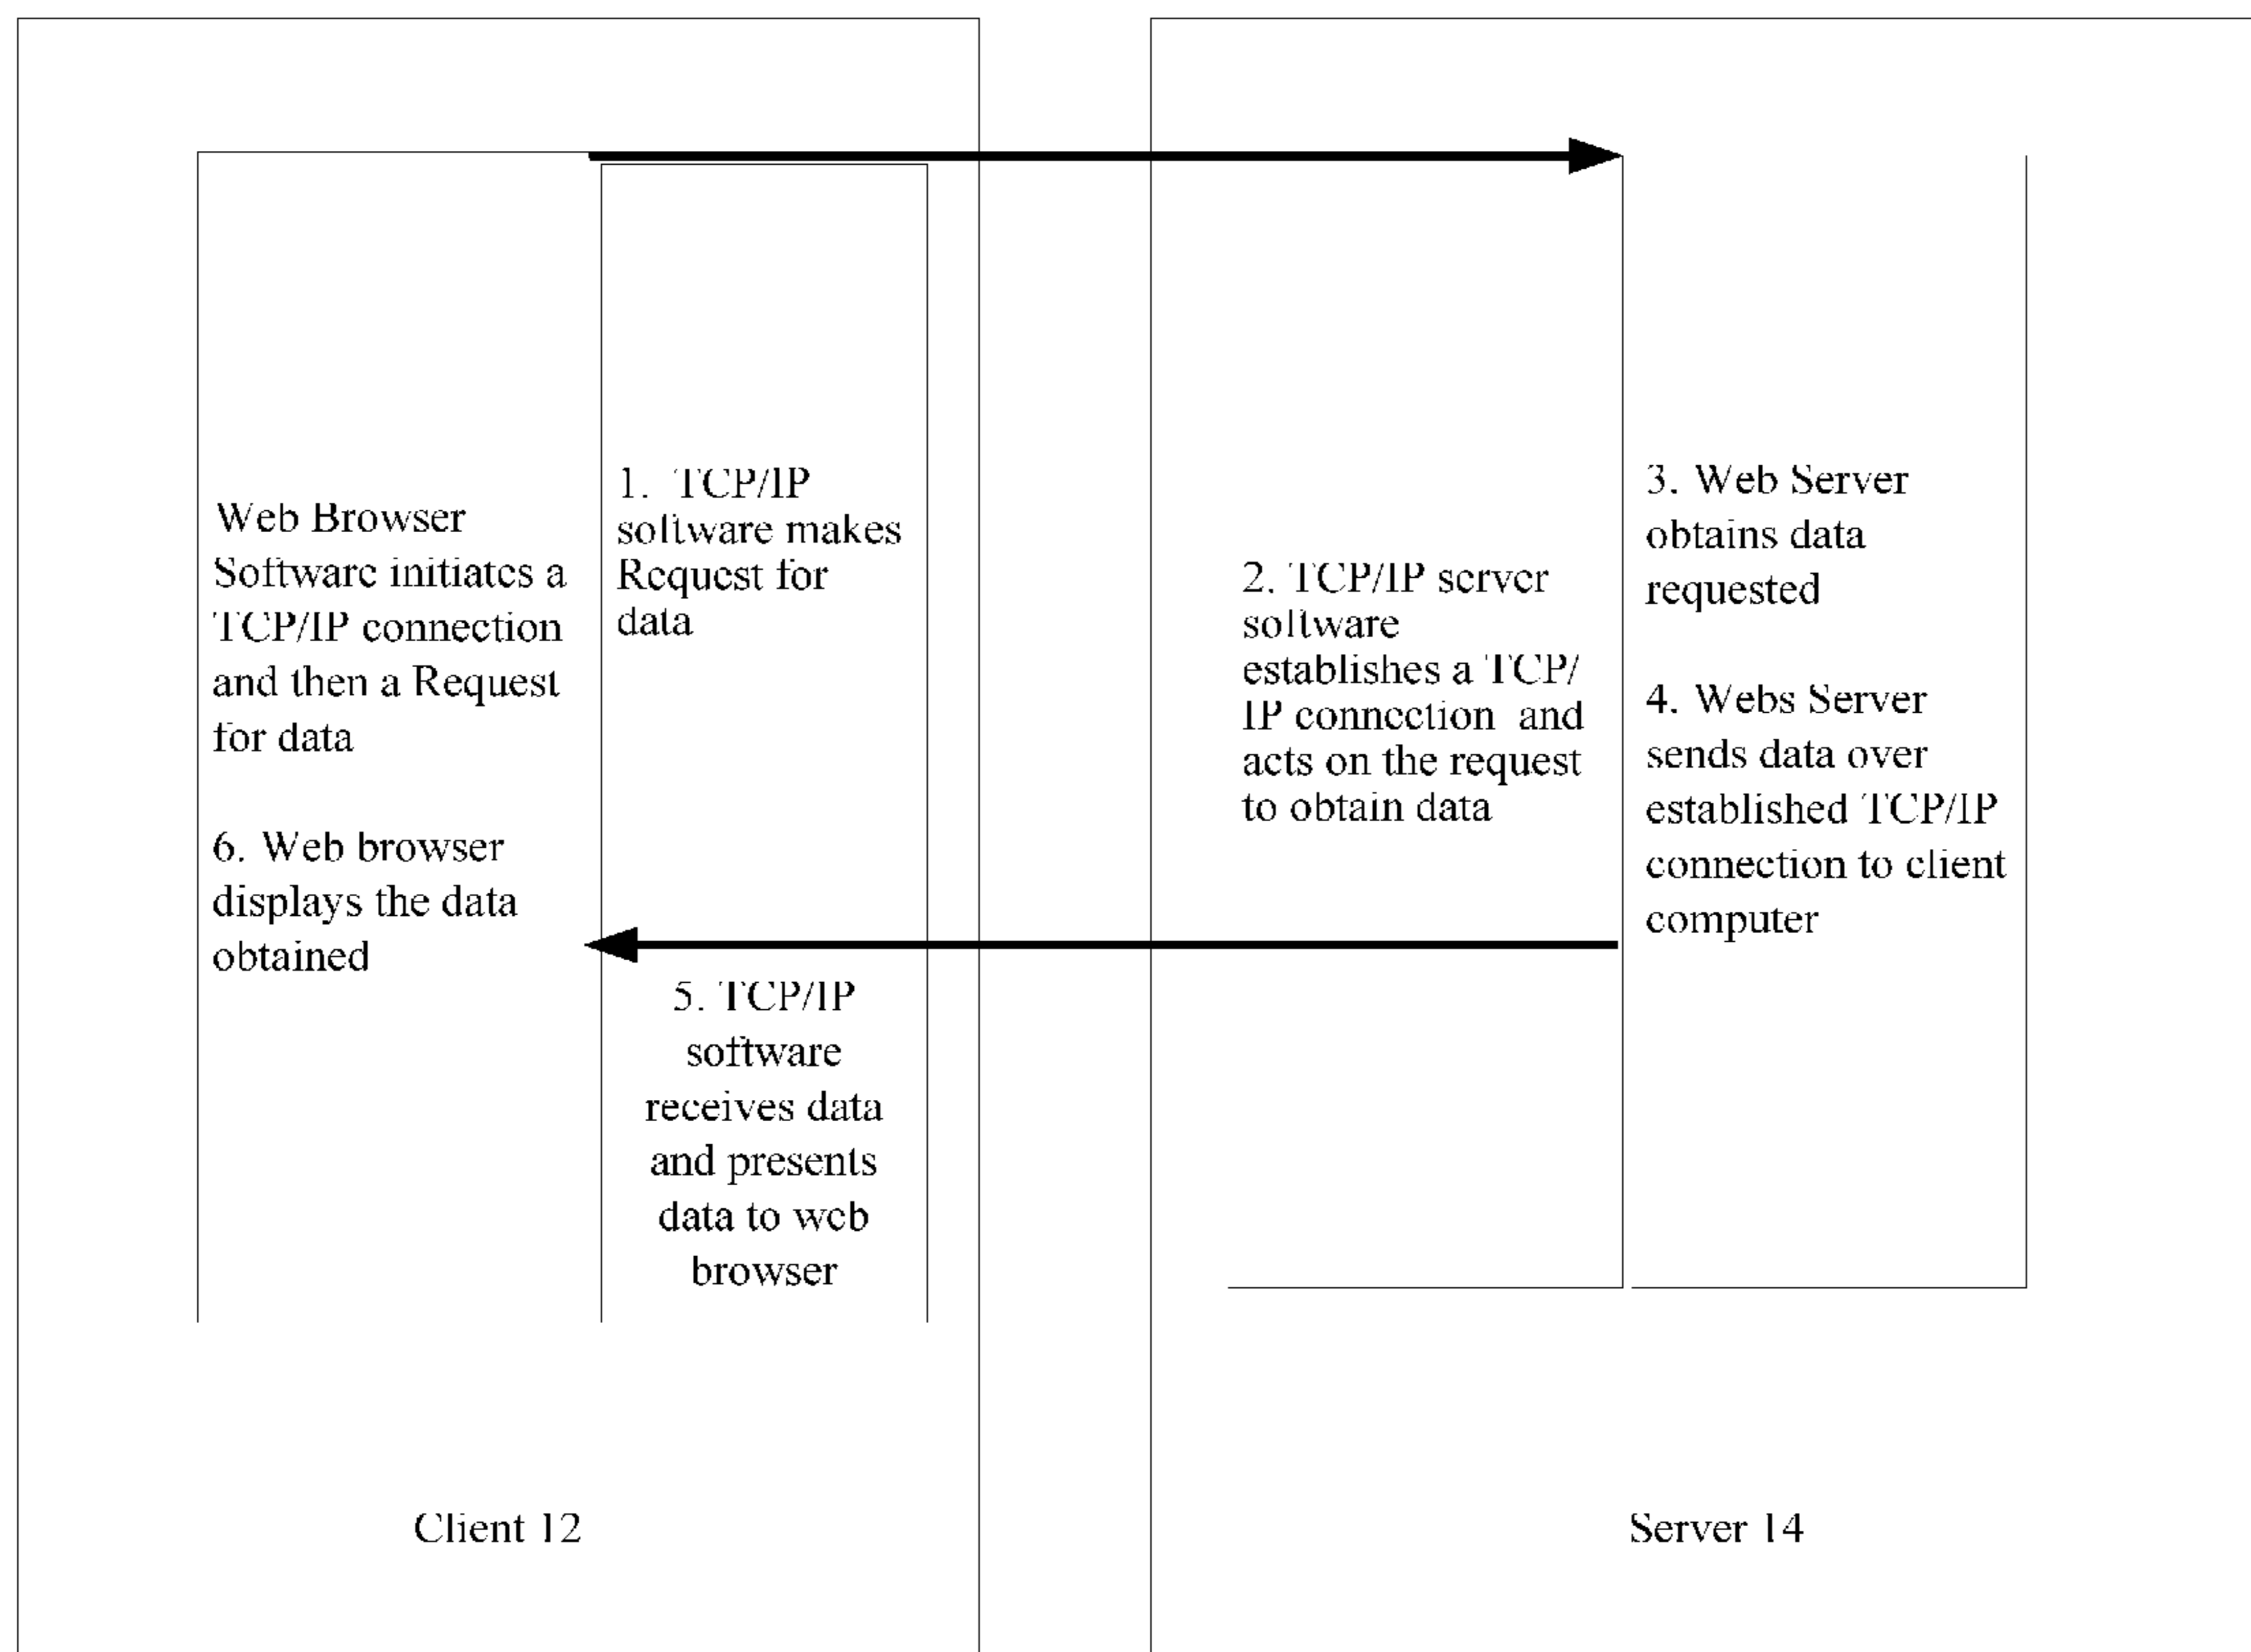 Web Browser
Software initiates a
TCP/IP connection
and then a Request
for data
6. Web browser
displays the data
obtained
1. TCP/IP
software makes
Request for
data
5. TCP/IP
software
receives data
and presents
data to web
browser
2. TCP/IP server
software
establishes a TCP/
IP connection and
acts on the request
to obtain data
3. Web Server
obtains data
requested
4. Webs Server
sends data over
established TCP/IP
connection to client
computer
Client 12
Server 14